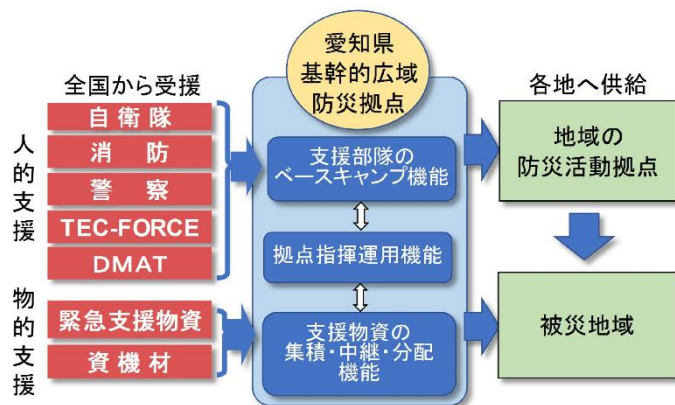 愛知県
基幹的広域
防災拠点
全国から受援
各地へ供給
人的支援
自衛隊
消防
警察
TEC-FORCE
DMAT
物的支援
緊急支援物資
資機材
支援部隊の
ベースキャンプ機能
拠点指揮運用機能
支援物資の
集積・中継・分配
機能
地域の
防災活動拠点
被災地域